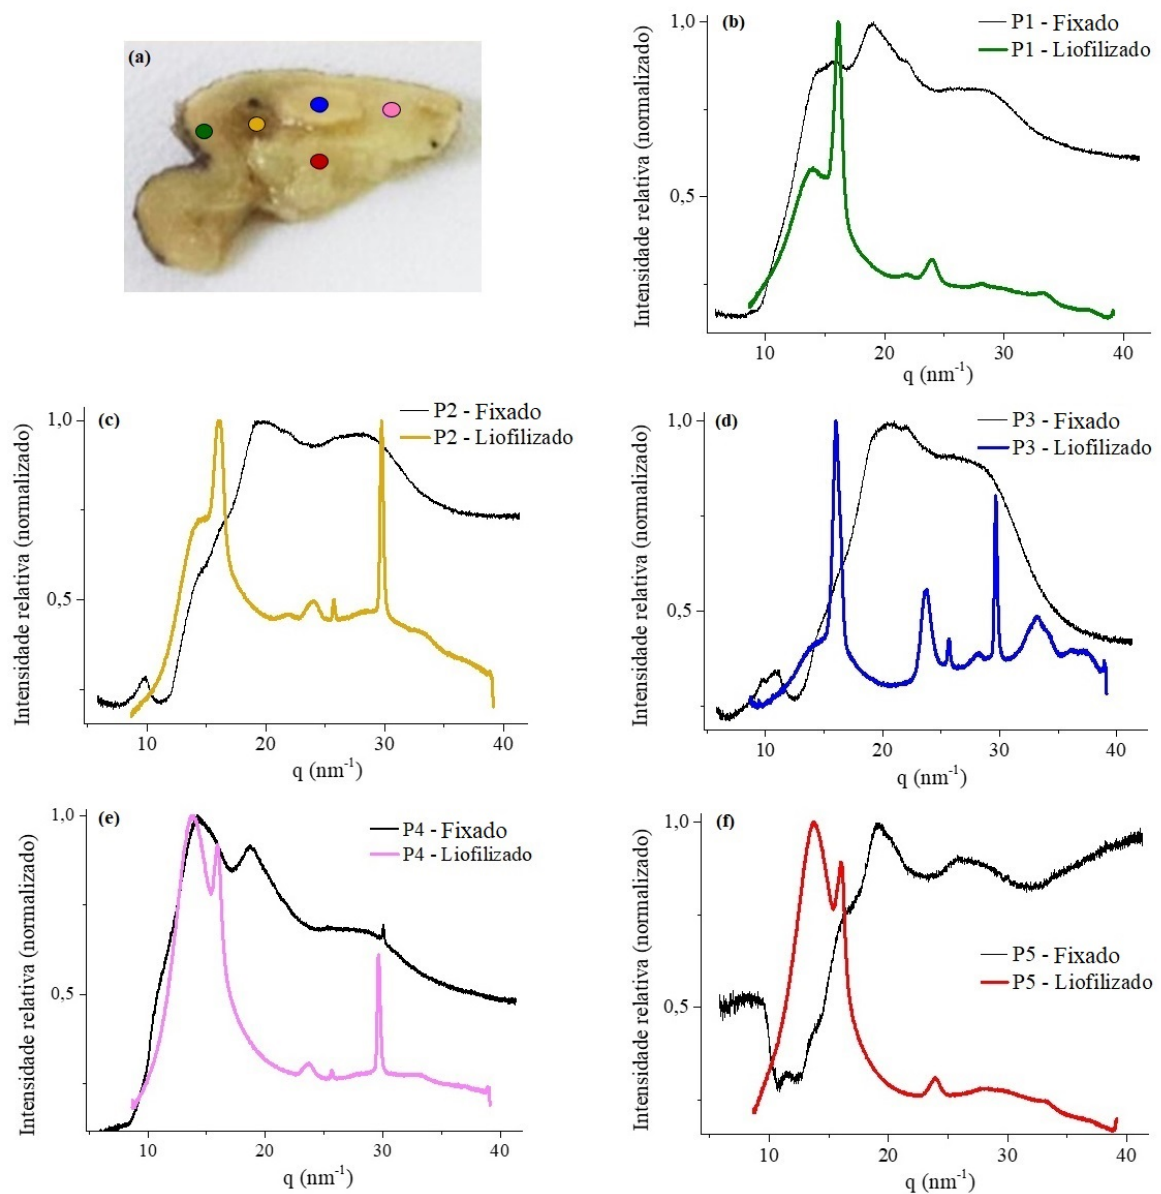 (a)
(b)
P1 - Fixado
P1 - Liofilizado
Intensidade relativa (normalizado)
1,0
0,5
10 20 30 40
q (nm⁻¹)
(c)
P2 - Fixado
P2 - Liofilizado
Intensidade relativa (normalizado)
1,0
0,5
10 20 30 40
q (nm⁻¹)
(d)
P3 - Fixado
P3 - Liofilizado
Intensidade relativa (normalizado)
1,0
0,5
10 20 30 40
q (nm⁻¹)
(e)
P4 - Fixado
P4 - Liofilizado
Intensidade relativa (normalizado)
1,0
0,5
10 20 30 40
q (nm⁻¹)
(f)
P5 - Fixado
P5 - Liofilizado
Intensidade relativa (normalizado)
1,0
0,5
10 20 30 40
q (nm⁻¹)